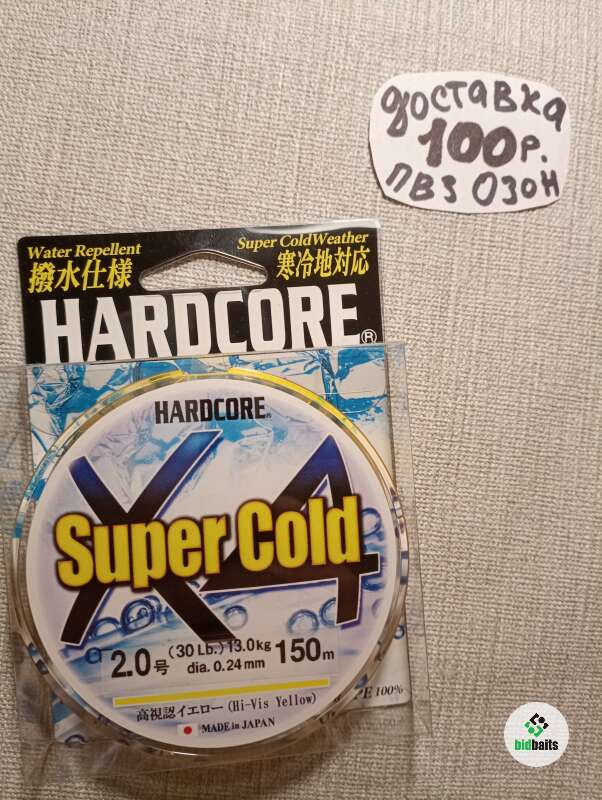 доставка
100р.
ПВЗ ОЗОН
Water Repellent
撥水仕様
Super ColdWeather
寒冷地対応
HARDCORE®
HARDCORE®
X4
Super Cold
2.0号
(30 Lb.) 13.0kg
dia. 0.24mm
150m
高視認イエロー(Hi-Vis Yellow)
MADE in JAPAN
PE 100%
bidbaits